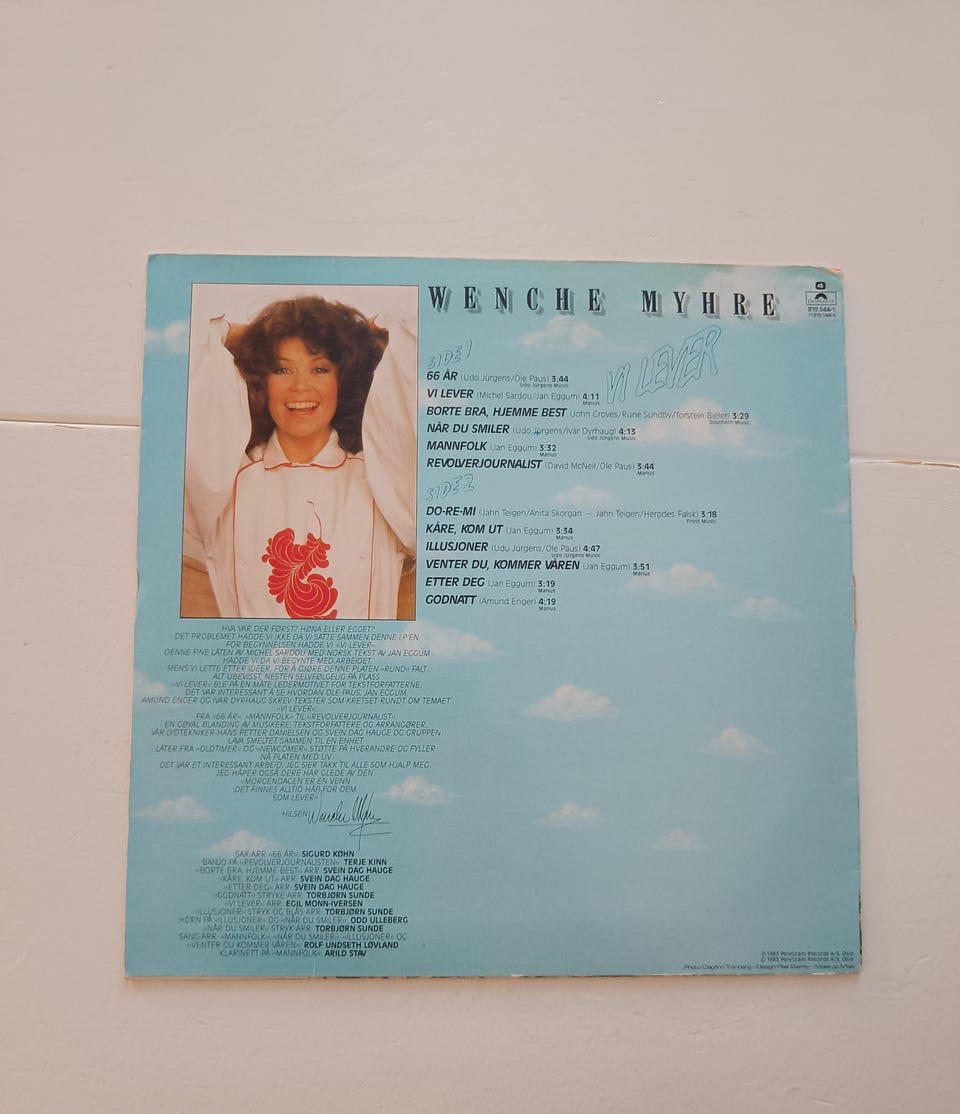 WENCHE MYHRE
4
polydor
810 544-1
VI LEVER
SIDE 1
66 ÅR (Udo Jürgens/Ole Paus) 3:44
Udo Jürgens Music
VI LEVER (Michel Sardou/Jan Eggum) 4:11
Manus
BORTE BRA, HJEMME BEST (John Groves/Rune Sundby/Torstein Bieler) 3:29
Southern Music
NÅR DU SMILER (Udo Jürgens/Ivar Dyrhaug) 4:13
Udo Jürgens Music
MANNFOLK (Jan Eggum) 3:32
Manus
REVOLVERJOURNALIST (David McNeil/Ole Paus) 3:44
Manus
SIDE 2
DO-RE-MI (Jahn Teigen/Anita Skorgan – Jahn Teigen/Herodes Falsk) 3:18
Frost Music
KÅRE, KOM UT (Jan Eggum) 3:34
Manus
ILLUSJONER (Udu Jürgens/Ole Paus) 4:47
Udo Jürgens Music
VENTER DU, KOMMER VÅREN (Jan Eggum) 3:51
Manus
ETTER DEG (Jan Eggum) 3:19
Manus
GODNATT (Amund Enger) 4:19
Manus
HVA VAR DER FØRST? HØNA ELLER EGGET?
DET PROBLEMET HADDE VI IKKE DA VI SATTE SAMMEN DENNE LP'EN,
FOR BEGYNNELSEN HADDE VI: «VI LEVER».
DENNE FINE LÅTEN AV MICHEL SARDOU MED NORSK TEKST AV JAN EGGUM
HADDE VI DA VI BEGYNTE MED ARBEIDET.
MENS VI LETTE ETTER IDÉER, FOR Å GJØRE DENNE PLATEN «RUND» FALT
ALT UBEVISST, NESTEN SELVFØLGELIG PÅ PLASS.
«VI LEVER» BLE PÅ EN MÅTE LEDERMOTIVET FOR TEKSTFORFATTERNE.
DET VAR INTERESSANT Å SE HVORDAN OLE PAUS, JAN EGGUM,
AMUND ENGER OG IVAR DYRHAUG SKREV TEKSTER SOM KRETSET RUNDT OM TEMAET
«VI LEVER».
FRA «66 ÅR», «MANNFOLK» TIL «REVOLVERJOURNALIST».
EN GØYAL BLANDING AV MUSIKERE, TEKSTFORFATTERE OG ARRANGØRER.
VÅR LYDTEKNIKER HANS PETTER DANIELSEN OG SVEIN DAG HAUGE OG GRUPPEN
LAVA SMELTET SAMMEN TIL EN ENHET.
LÅTER FRA «OLDTIMER» OG «NEWCOMER» STØTTE PÅ HVERANDRE OG FYLLER
NÅ PLATEN MED LIV.
DET VAR ET INTERESSANT ARBEID, JEG SIER TAKK TIL ALLE SOM HJALP MEG,
JEG HÅPER OGSÅ DERE HAR GLEDE AV DEN
«MORGENDAGEN ER EN VENN
DET FINNES ALLTID HÅP FOR DEM
SOM LEVER»
HILSEN Wenche Myhre
SAX ARR. «66 ÅR»: SIGURD KØHN
BANJO PÅ «REVOLVERJOURNALISTEN»: TERJE KINN
«BORTE BRA, HJEMME BEST» ARR: SVEIN DAG HAUGE
«KÅRE, KOM UT» ARR: SVEIN DAG HAUGE
«ETTER DEG» ARR: SVEIN DAG HAUGE
«GODNATT» STRYKE ARR: TORBJØRN SUNDE
«VI LEVER» ARR: EGIL MONN-IVERSEN
«ILLUSJONER» STRYK OG BLÅS ARR: TORBJØRN SUNDE
HORN PÅ «ILLUSJONER» OG «NÅR DU SMILER»: ODD ULLEBERG
«NÅR DU SMILER» STRYK ARR: TORBJØRN SUNDE
SANG ARR: «MANNFOLK», «NÅR DU SMILER», «ILLUSJONER» OG
«VENTER DU KOMMER VÅREN»: ROLF UNDSETH LØVLAND
KLARINETT PÅ «MANNFOLK»: ARILD STAV
℗ 1983 PolyGram Records A/S, Oslo
© 1983 PolyGram Records A/S, Oslo
Photo: Dagfinn